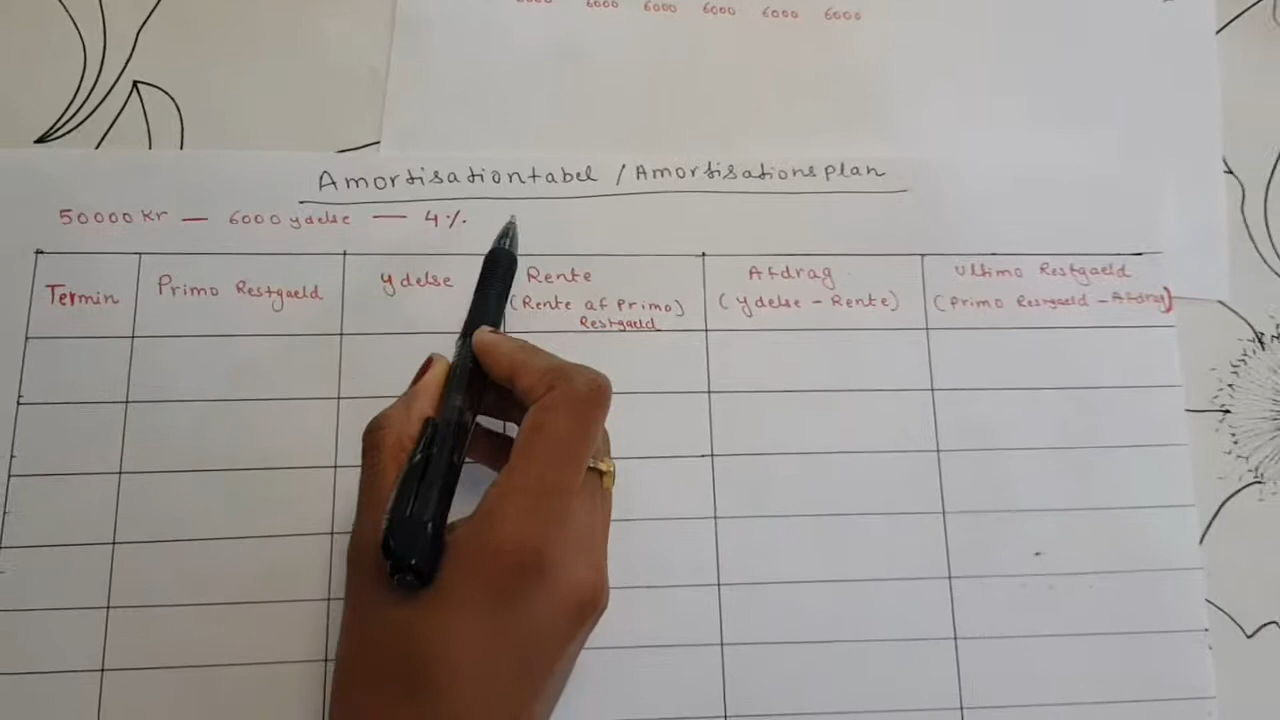 6000 6000 6000 6000 6000 6000
Amortisationtabel / Amortisationsplan
50000 Kr — 6000 ydelse — 4%
Termin
Primo Restgaeld
ydelse
Rente
(Rente af Primo)
Restgaeld
Afdrag
(ydelse - Rente)
Ultimo Restgaeld
(Primo Restgaeld - Afdrag)